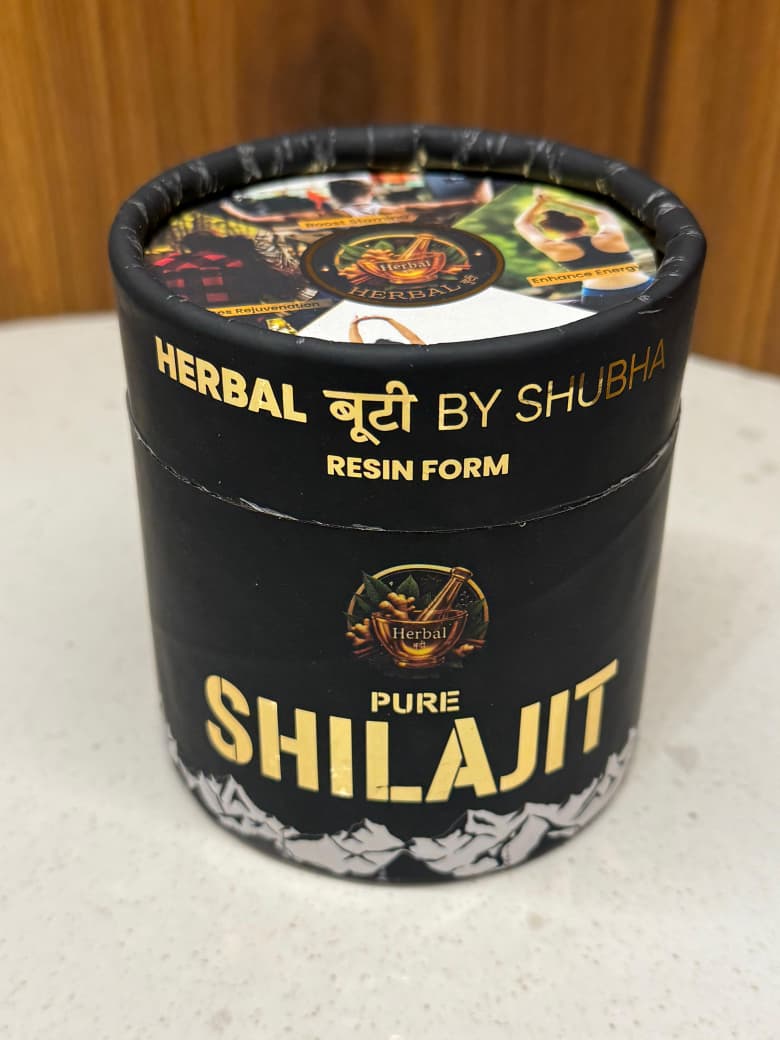 Boost Stamina
Enhance Energy
Rejuvenation
Herbal
HERBAL बूटी
HERBAL बूटी BY SHUBHA
RESIN FORM
Herbal
बूटी
PURE
SHILAJIT